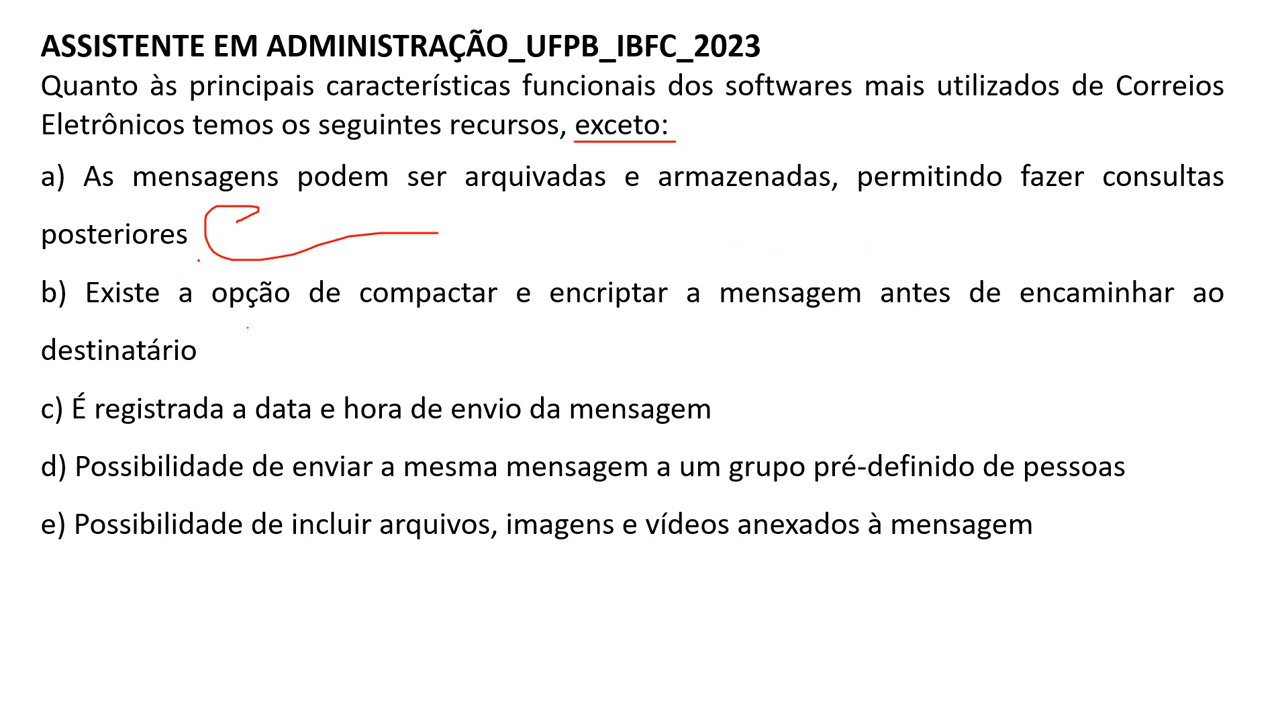 ASSISTENTE EM ADMINISTRAÇÃO_UFPB_IBFC_2023
Quanto às principais características funcionais dos softwares mais utilizados de Correios
Eletrônicos temos os seguintes recursos, exceto:
a) As mensagens podem ser arquivadas e armazenadas, permitindo fazer consultas
posteriores
b) Existe a opção de compactar e encriptar a mensagem antes de encaminhar ao
destinatário
c) É registrada a data e hora de envio da mensagem
d) Possibilidade de enviar a mesma mensagem a um grupo pré-definido de pessoas
e) Possibilidade de incluir arquivos, imagens e vídeos anexados à mensagem